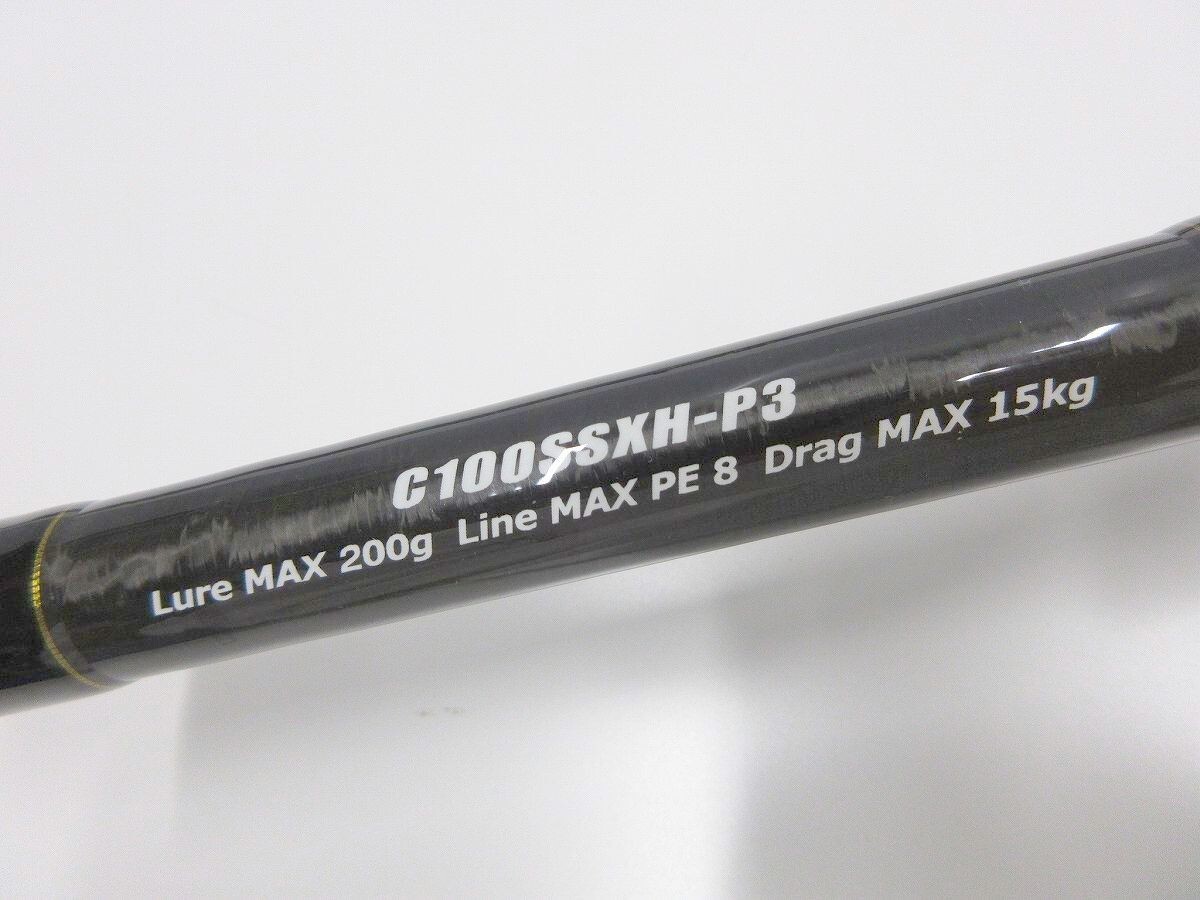 C100SSXH-P3
Lure MAX 200g Line MAX PE 8 Drag MAX 15kg